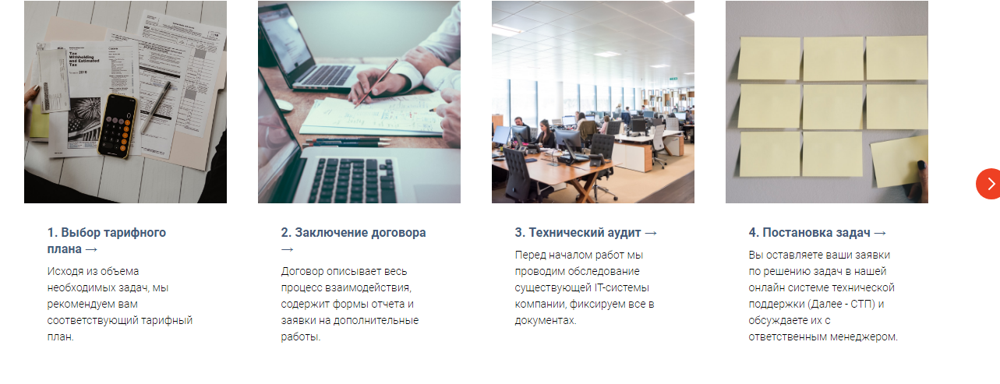 Tax
Withholding
and Estimated
Tax
1. Выбор тарифного
плана →
Исходя из объема
необходимых задач, мы
рекомендуем вам
соответствующий тарифный
план.
2. Заключение договора
→
Договор описывает весь
процесс взаимодействия,
содержит формы отчета и
заявки на дополнительные
работы.
3. Технический аудит →
Перед началом работ мы
проводим обследование
существующей IT-системы
компании, фиксируем все в
документах.
4. Постановка задач →
Вы оставляете ваши заявки
по решению задач в нашей
онлайн системе технической
поддержки (Далее - СТП) и
обсуждаете их с
ответственным менеджером.